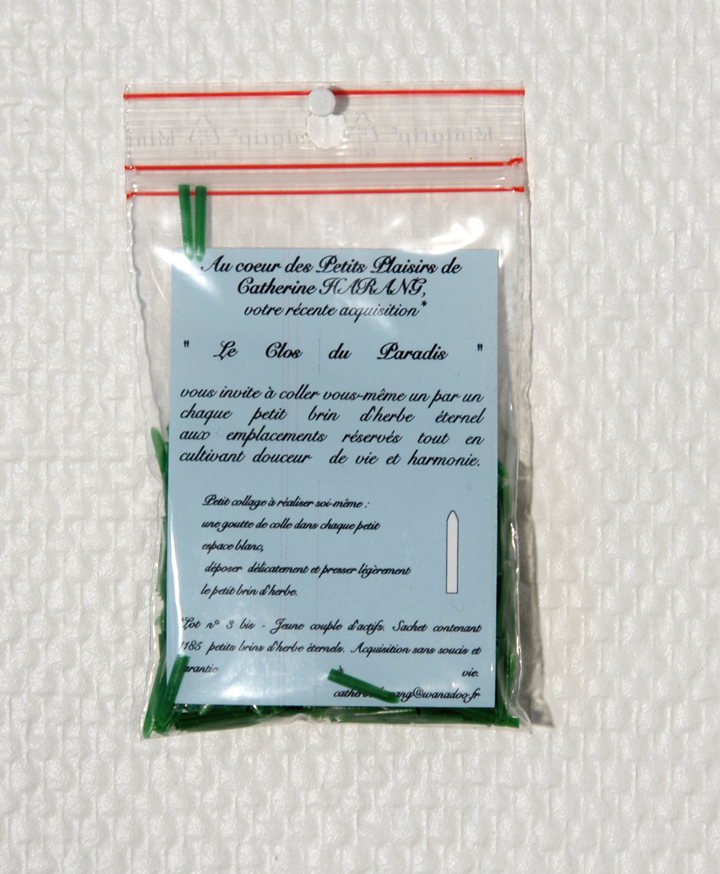 Minigrip
Au coeur des Petits Plaisirs de
Catherine HARANG,
votre récente acquisition*
" Le Clos du Paradis "
vous invite à coller vous-même un par un
chaque petit brin d'herbe éternel
aux emplacements réservés tout en
cultivant douceur de vie et harmonie.
Petit collage à réaliser soi-même :
une goutte de colle dans chaque petit
espace blanc,
déposer délicatement et presser légèrement
le petit brin d'herbe.
*Lot n° 3 bis - Jeune couple d'actifs. Sachet contenant
1185 petits brins d'herbe éternels. Acquisition sans soucis et
à vie.